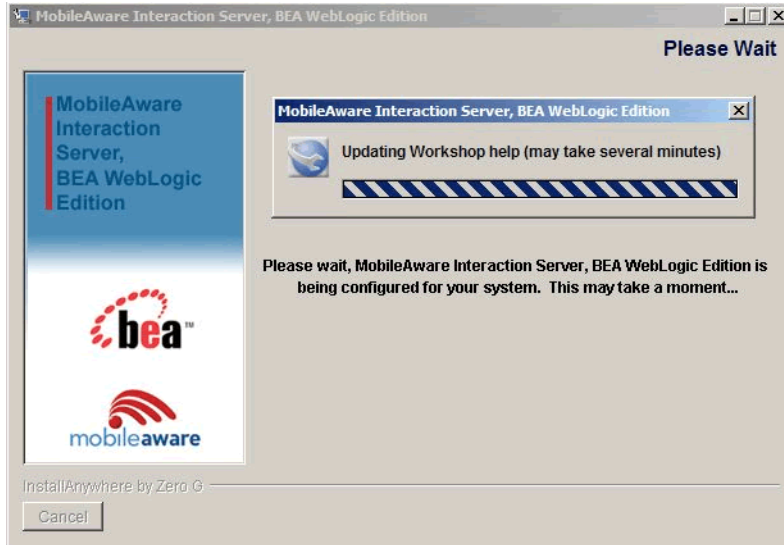 MobileAware Interaction Server, BEA WebLogic Edition
Please Wait
MobileAware
Interaction
Server,
BEA WebLogic
Edition
MobileAware Interaction Server, BEA WebLogic Edition
Updating Workshop help (may take several minutes)
Please wait, MobileAware Interaction Server, BEA WebLogic Edition is
being configured for your system. This may take a moment...
bea™
mobileaware
InstallAnywhere by Zero G
Cancel